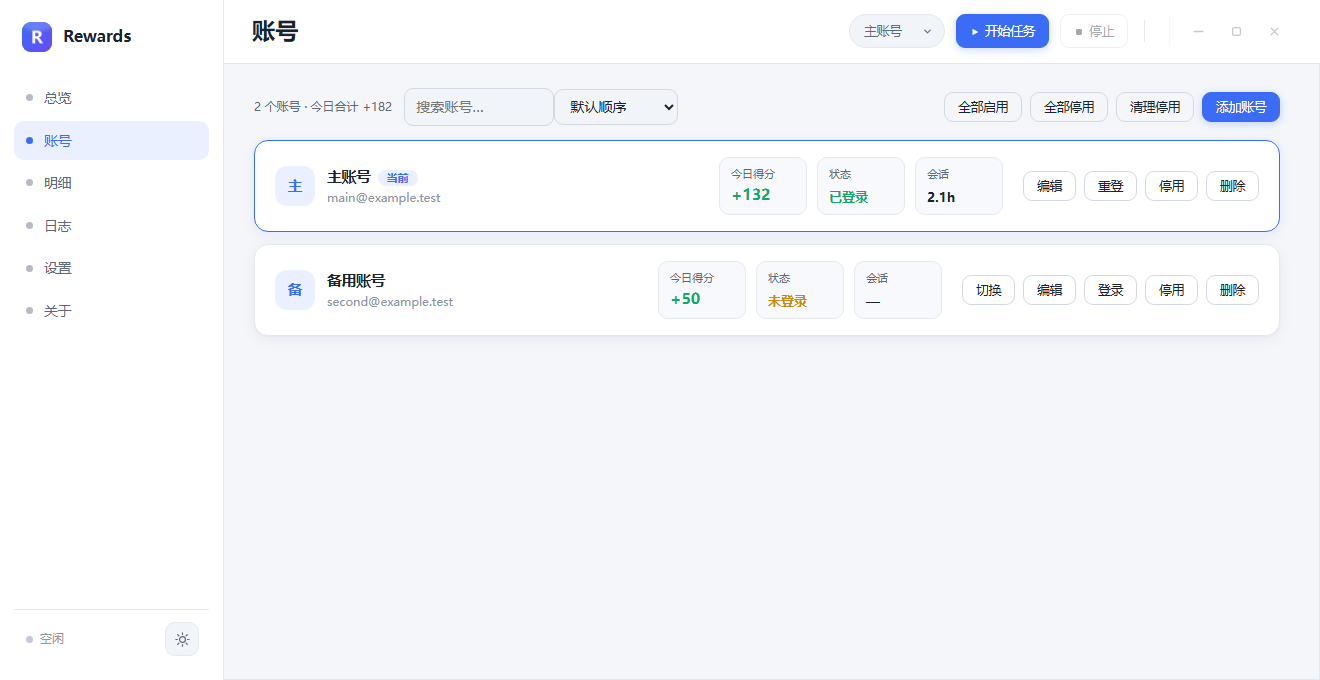 R Rewards
总览
账号
明细
日志
设置
关于
空闲
账号
主账号
开始任务
停止
2 个账号 · 今日合计 +182
搜索账号...
默认顺序
全部启用
全部停用
清理停用
添加账号
主
主账号 当前
main@example.test
今日得分
+132
状态
已登录
会话
2.1h
编辑
重登
停用
删除
备
备用账号
second@example.test
今日得分
+50
状态
未登录
会话
—
切换
编辑
登录
停用
删除